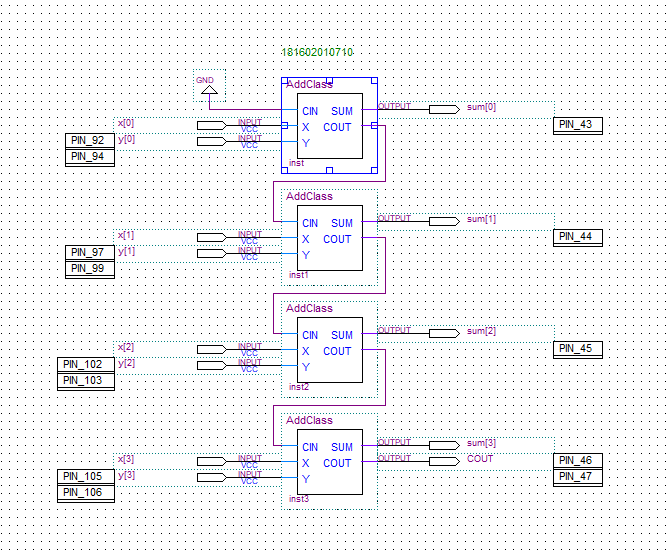 181602010710
GND
AddClass
CIN SUM
OUTPUT
sum[0]
x[0]
INPUT
VCC
X COUT
PIN_43
PIN_92
y[0]
INPUT
VCC
Y
PIN_94
inst
AddClass
CIN SUM
OUTPUT
sum[1]
x[1]
INPUT
VCC
X COUT
PIN_44
PIN_97
y[1]
INPUT
VCC
Y
PIN_99
inst1
AddClass
CIN SUM
OUTPUT
sum[2]
x[2]
INPUT
VCC
X COUT
PIN_45
PIN_102
y[2]
INPUT
VCC
Y
PIN_103
inst2
AddClass
CIN SUM
OUTPUT
sum[3]
x[3]
INPUT
VCC
X COUT
OUTPUT
COUT
PIN_46
PIN_105
y[3]
INPUT
VCC
Y
PIN_47
PIN_106
inst3